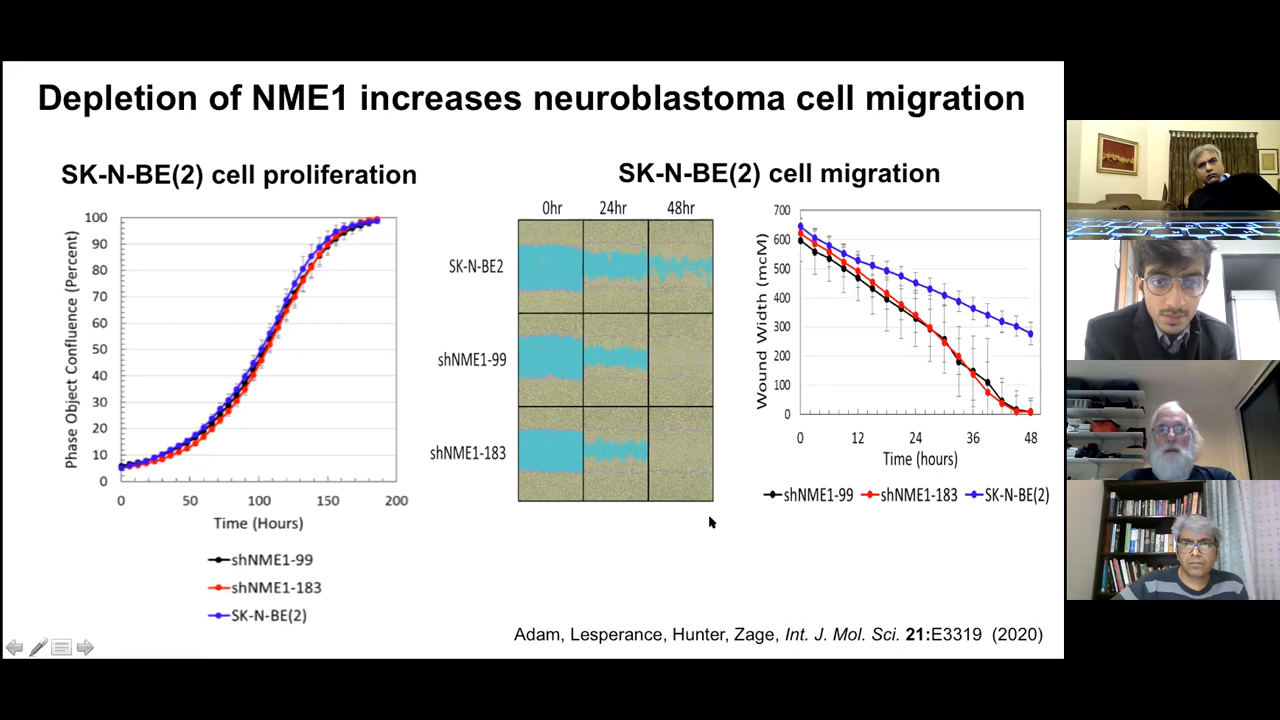 Depletion of NME1 increases neuroblastoma cell migration
SK-N-BE(2) cell proliferation
100
90
80
70
60
50
40
30
20
10
0
Phase Object Confluence (Percent)
0 50 100 150 200
Time (Hours)
shNME1-99
shNME1-183
SK-N-BE(2)
SK-N-BE(2) cell migration
0hr 24hr 48hr
SK-N-BE2
shNME1-99
shNME1-183
700
600
500
400
300
200
100
0
Wound Width (mcM)
0 12 24 36 48
Time (hours)
shNME1-99 shNME1-183 SK-N-BE(2)
Adam, Lesperance, Hunter, Zage, Int. J. Mol. Sci. 21:E3319 (2020)